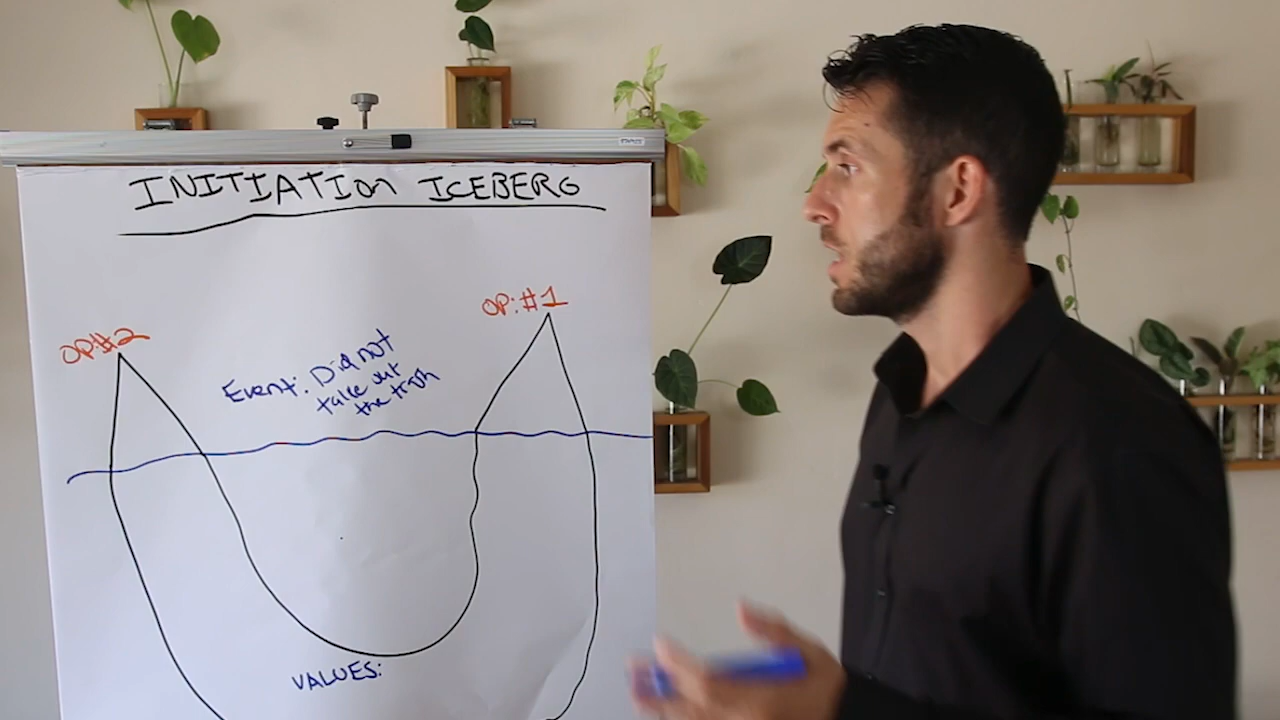 INITIATION ICEBERG
OP:#1
OP:#2
Event: Did not
take out
the trash
VALUES: